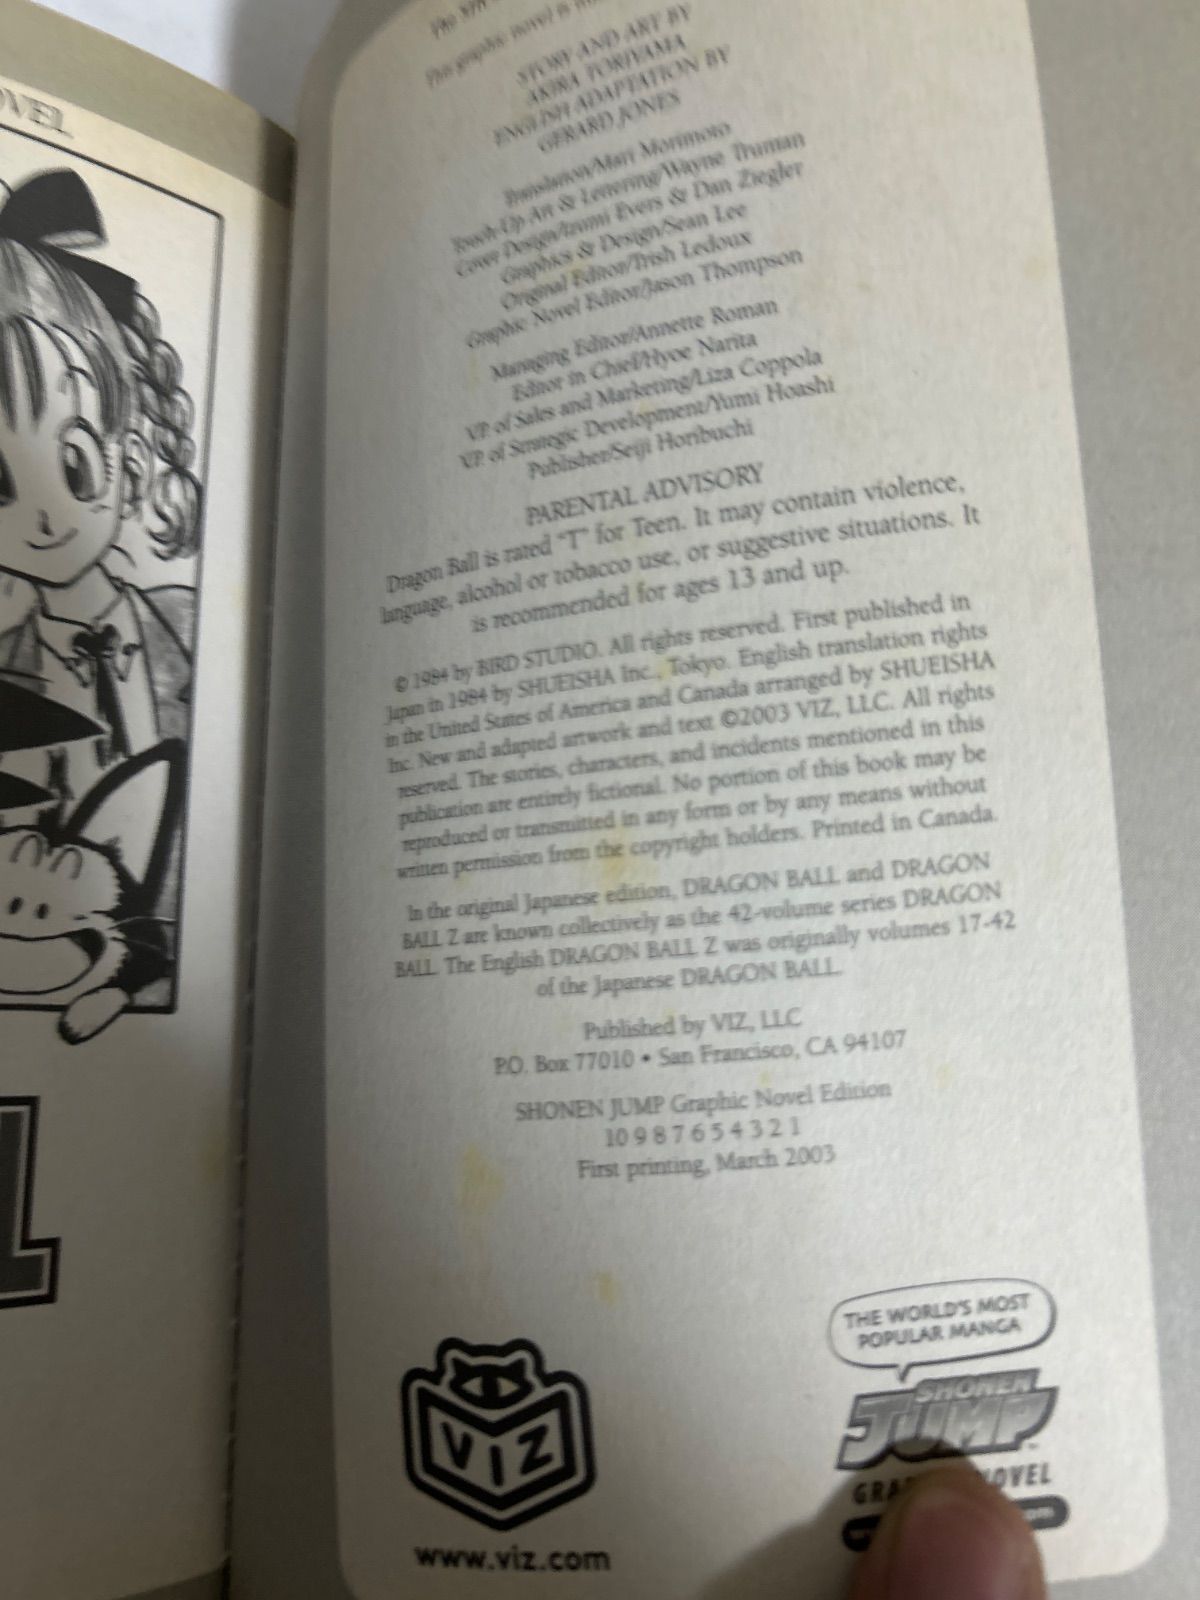 OVEL
The STO
This graphic novel is
STORY AND ART BY
AKIRA TORIYAMA
ENGLISH ADAPTATION BY
GERARD JONES
Translation/Mari Morimoto
Touch-Up Art & Lettering/Wayne Truman
Cover Design/Izumi Evers & Dan Ziegler
Graphics & Design/Sean Lee
Original Editor/Trish Ledoux
Graphic Novel Editor/Jason Thompson
Managing Editor/Annette Roman
Editor in Chief/Hyoe Narita
V.P. of Sales and Marketing/Liza Coppola
V.P. of Strategic Development/Yumi Hoashi
Publisher/Seiji Horibuchi
PARENTAL ADVISORY
Dragon Ball is rated "T" for Teen. It may contain violence,
language, alcohol or tobacco use, or suggestive situations. It
is recommended for ages 13 and up.
© 1984 by BIRD STUDIO. All rights reserved. First published in
Japan in 1984 by SHUEISHA Inc., Tokyo. English translation rights
in the United States of America and Canada arranged by SHUEISHA
Inc. New and adapted artwork and text ©2003 VIZ, LLC. All rights
reserved. The stories, characters, and incidents mentioned in this
publication are entirely fictional. No portion of this book may be
reproduced or transmitted in any form or by any means without
written permission from the copyright holders. Printed in Canada.
In the original Japanese edition, DRAGON BALL and DRAGON
BALL Z are known collectively as the 42-volume series DRAGON
BALL. The English DRAGON BALL Z was originally volumes 17-42
of the Japanese DRAGON BALL.
Published by VIZ, LLC
P.O. Box 77010 • San Francisco, CA 94107
SHONEN JUMP Graphic Novel Edition
10 9 8 7 6 5 4 3 2 1
First printing, March 2003
1
THE WORLD'S MOST
POPULAR MANGA
SHONEN
JUMP
GRA NOVEL
VIZ
www.viz.com